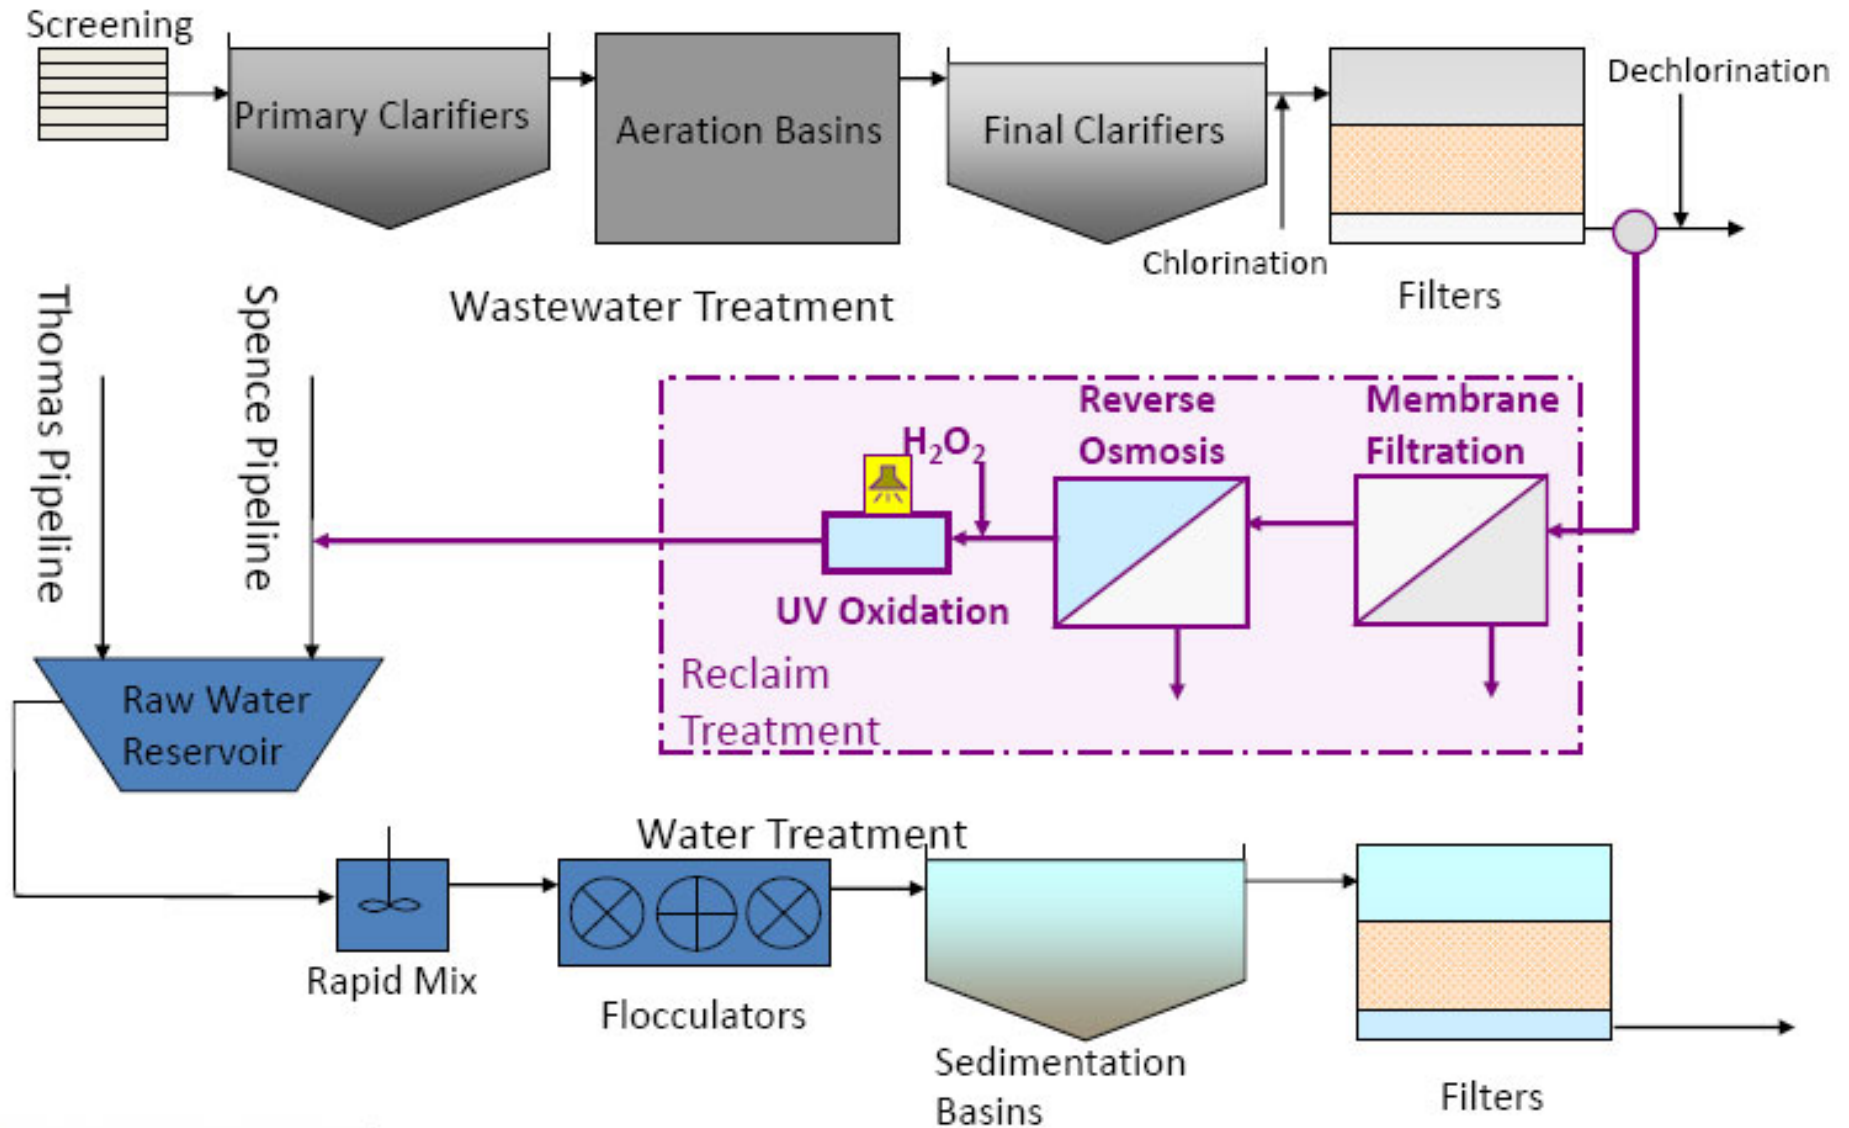 Screening
Primary Clarifiers
Aeration Basins
Final Clarifiers
Dechlorination
Chlorination
Filters
Wastewater Treatment
Thomas Pipeline
Spence Pipeline
Reverse
Osmosis
Membrane
Filtration
H₂O₂
UV Oxidation
Reclaim
Treatment
Raw Water
Reservoir
Water Treatment
Rapid Mix
Flocculators
Sedimentation
Basins
Filters